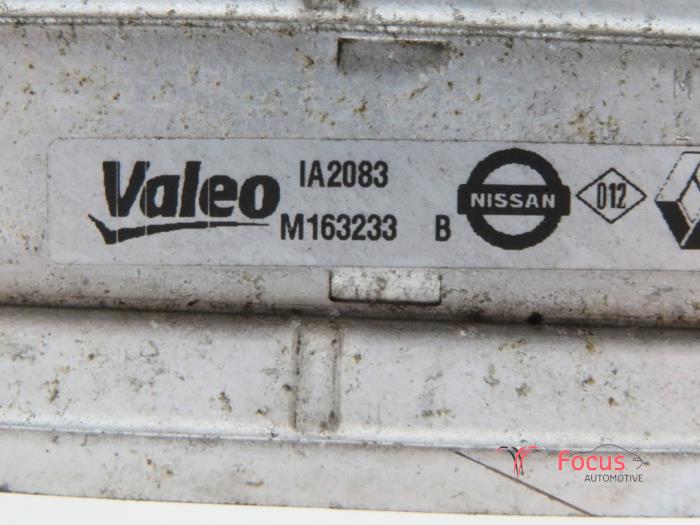 Valeo IA2083
M163233 B
NISSAN
012
M
Focus
AUTOMOTIVE